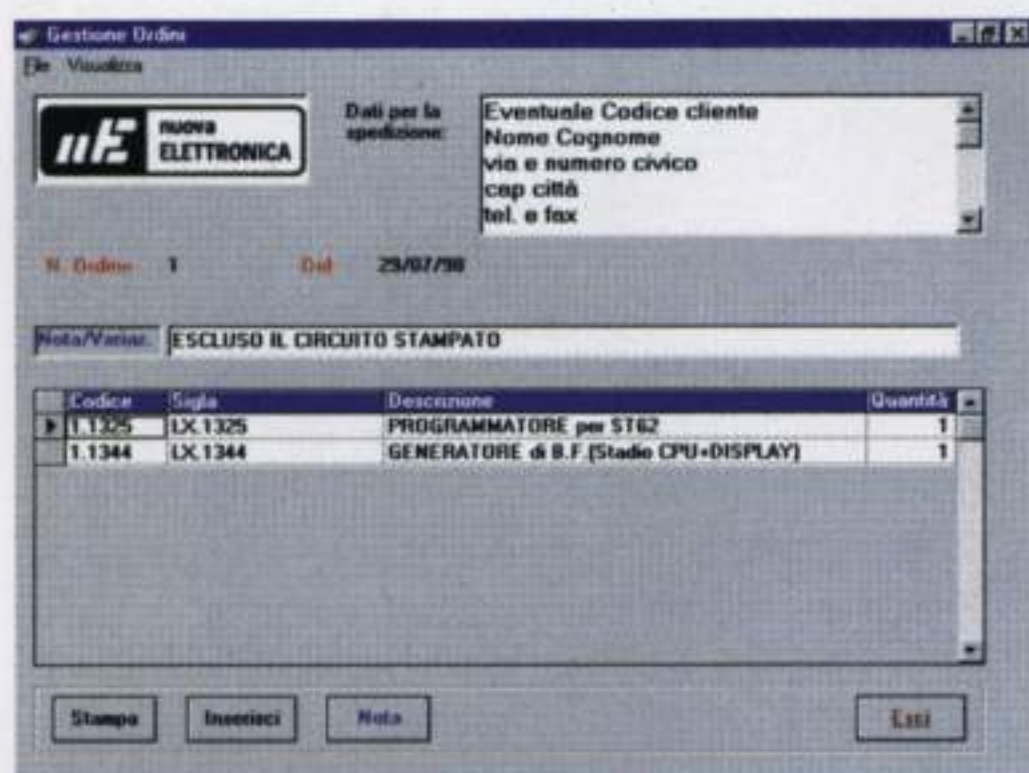 Gestione Ordini
File Visualizza
nE nuova
ELETTRONICA
Dati per la
spedizione:
Eventuale Codice cliente
Nome Cognome
via e numero civico
cap città
tel. e fax
N. Ordine 1 Del 29/07/98
Nota/Variaz. ESCLUSO IL CIRCUITO STAMPATO
Codice Sigla Descrizione Quantità
1.1325 LX.1325 PROGRAMMATORE per ST62 1
1.1344 LX.1344 GENERATORE di B.F.(Stadio CPU+DISPLAY) 1
Stampa Inserisci Nota Esci